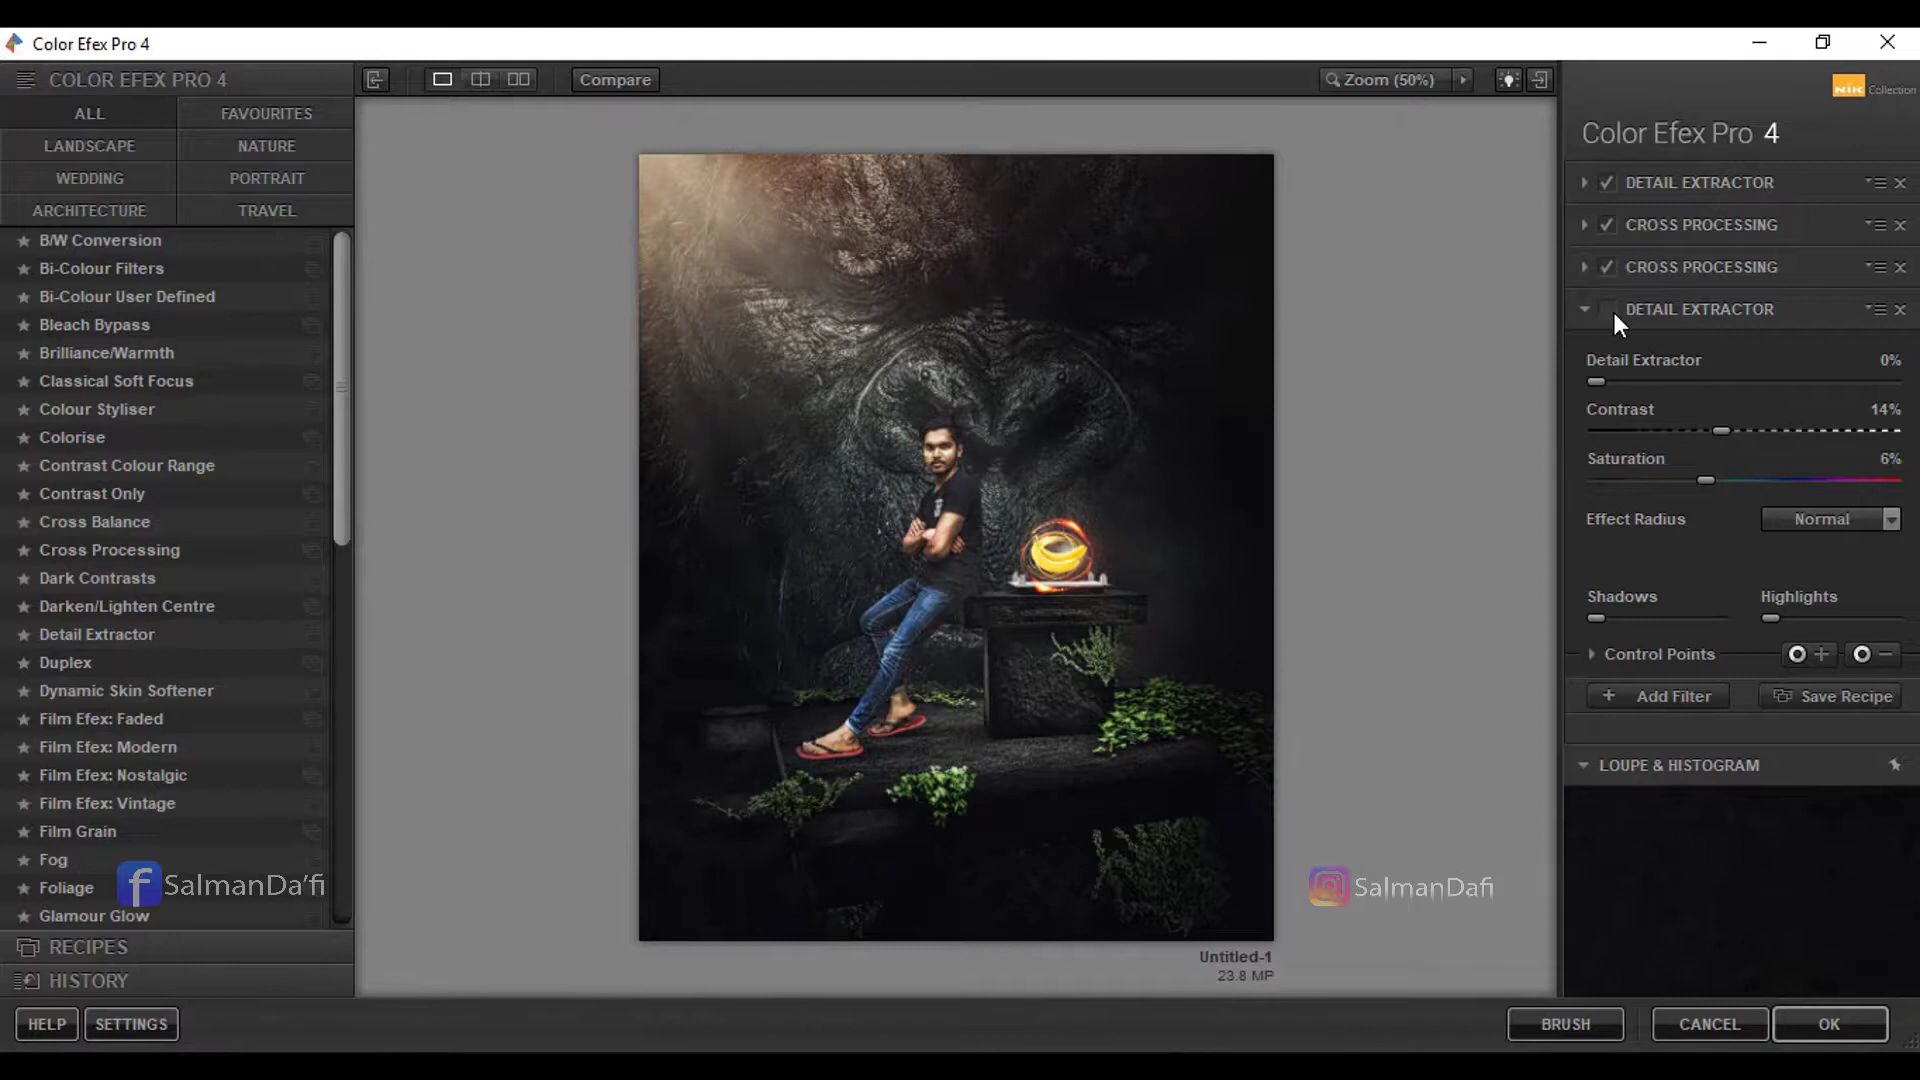 Color Efex Pro 4
COLOR EFEX PRO 4
ALL
FAVOURITES
LANDSCAPE
NATURE
WEDDING
PORTRAIT
ARCHITECTURE
TRAVEL
B/W Conversion
Bi-Colour Filters
Bi-Colour User Defined
Bleach Bypass
Brilliance/Warmth
Classical Soft Focus
Colour Styliser
Colorise
Contrast Colour Range
Contrast Only
Cross Balance
Cross Processing
Dark Contrasts
Darken/Lighten Centre
Detail Extractor
Duplex
Dynamic Skin Softener
Film Efex: Faded
Film Efex: Modern
Film Efex: Nostalgic
Film Efex: Vintage
Film Grain
Fog
Foliage
Glamour Glow
SalmanDa'fi
RECIPES
HISTORY
HELP
SETTINGS
Compare
Zoom (50%)
Untitled-1
23.8 MP
SalmanDafi
Nik Collection
Color Efex Pro 4
DETAIL EXTRACTOR
CROSS PROCESSING
CROSS PROCESSING
DETAIL EXTRACTOR
Detail Extractor 0%
Contrast 14%
Saturation 6%
Effect Radius Normal
Shadows Highlights
Control Points
Add Filter
Save Recipe
LOUPE & HISTOGRAM
BRUSH
CANCEL
OK